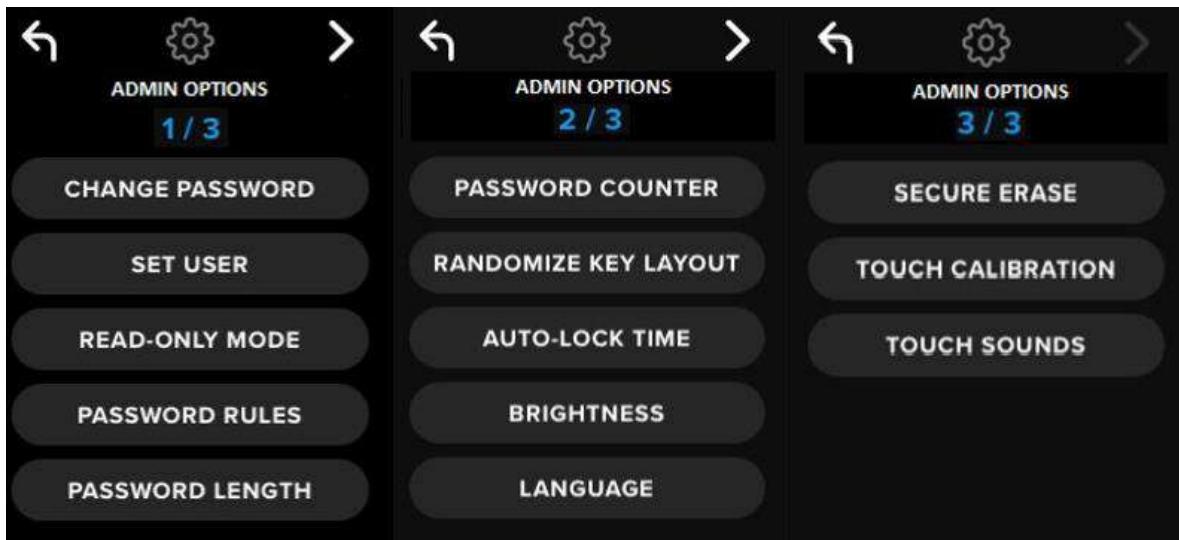 ADMIN OPTIONS
1 / 3
CHANGE PASSWORD
SET USER
READ-ONLY MODE
PASSWORD RULES
PASSWORD LENGTH
ADMIN OPTIONS
2 / 3
PASSWORD COUNTER
RANDOMIZE KEY LAYOUT
AUTO-LOCK TIME
BRIGHTNESS
LANGUAGE
ADMIN OPTIONS
3 / 3
SECURE ERASE
TOUCH CALIBRATION
TOUCH SOUNDS